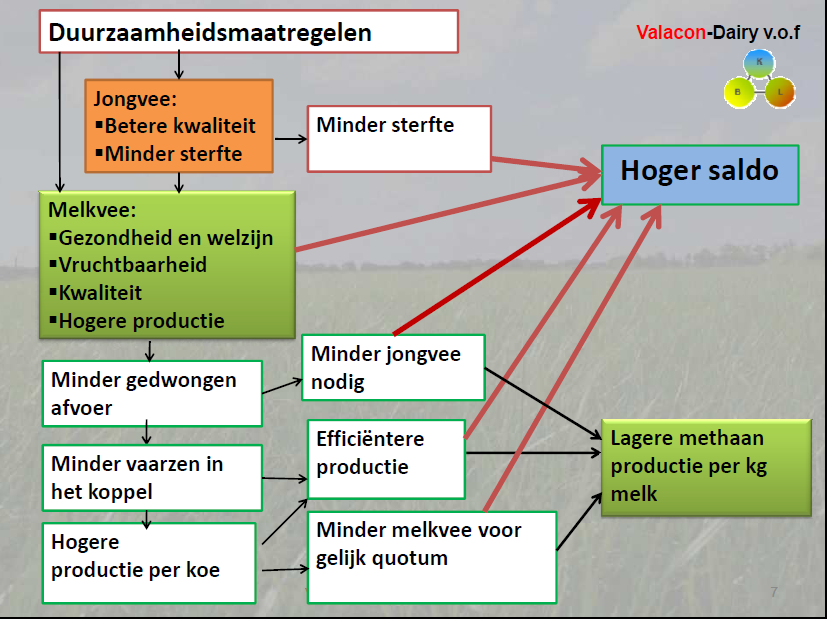 Duurzaamheidsmaatregelen
Valacon-Dairy v.o.f
K
B
L
Jongvee:
▪Betere kwaliteit
▪Minder sterfte
Minder sterfte
Hoger saldo
Melkvee:
▪Gezondheid en welzijn
▪Vruchtbaarheid
▪Kwaliteit
▪Hogere productie
Minder gedwongen
afvoer
Minder jongvee
nodig
Minder vaarzen in
het koppel
Efficiëntere
productie
Lagere methaan
productie per kg
melk
Hogere
productie per koe
Minder melkvee voor
gelijk quotum
7